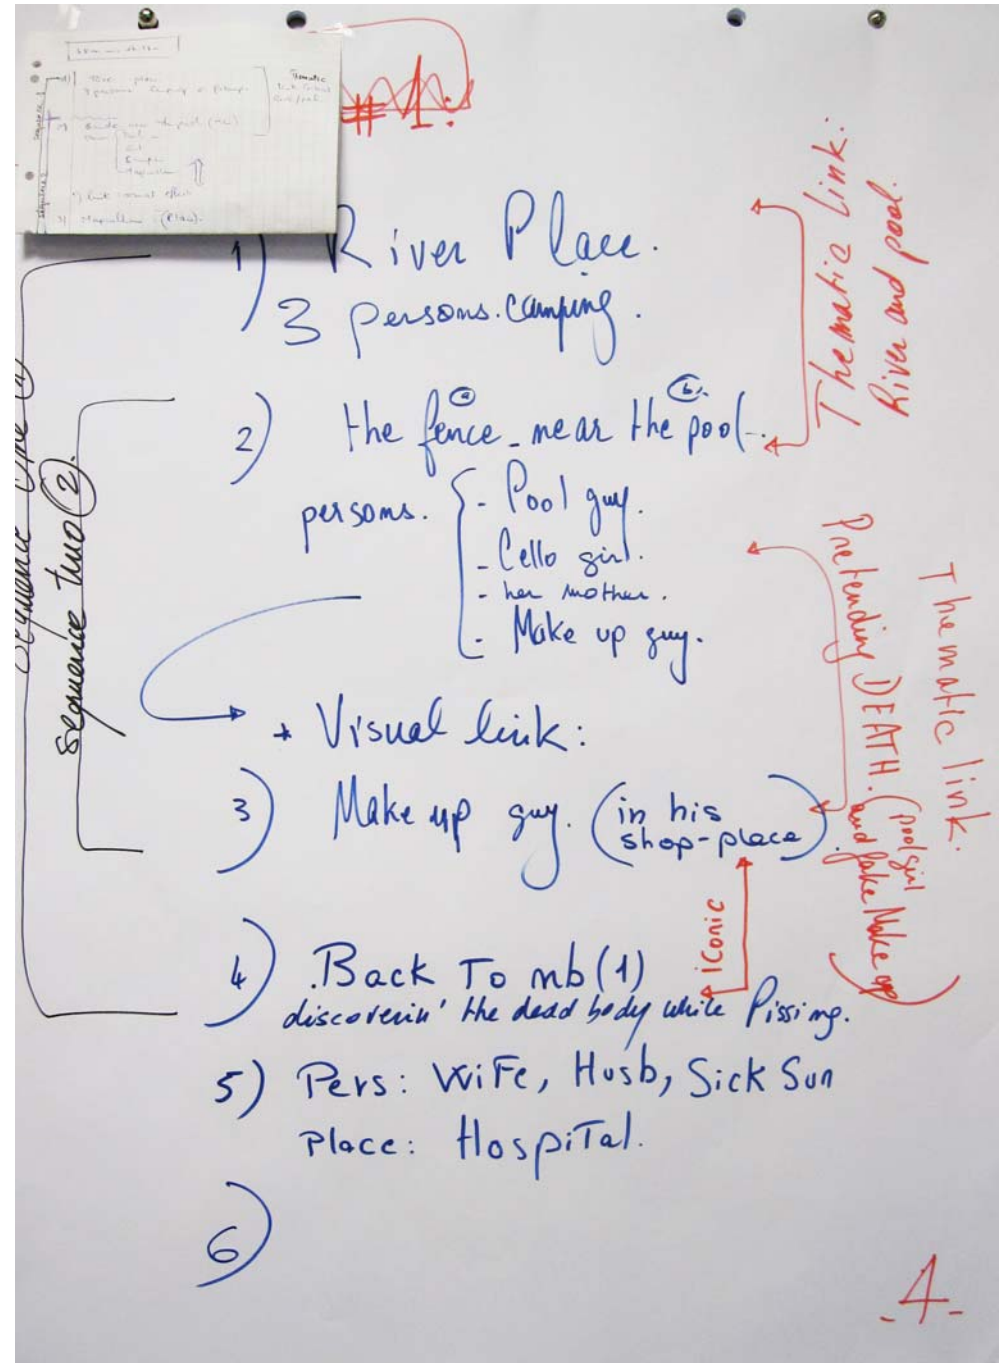 # 1:
1) River Place.
3 persons. camping.
2) the fence - near the pool -.
(a) (b).
persons. { - Pool guy.
- Cello girl.
- her mother.
- Make up guy.
* Visual link:
3) Make up guy. (in his
shop-place).
4) .Back To nb (1)
discoverin' the dead body while Pissing.
5) Pers: WiFe, Husb, Sick Sun
Place: HospiTal.
6)
sequence two (2).
Thematic Link:
River and pool.
Thematic link:
Pretending DEATH. (pool girl
and fake Make up)
iConic
- 4 -